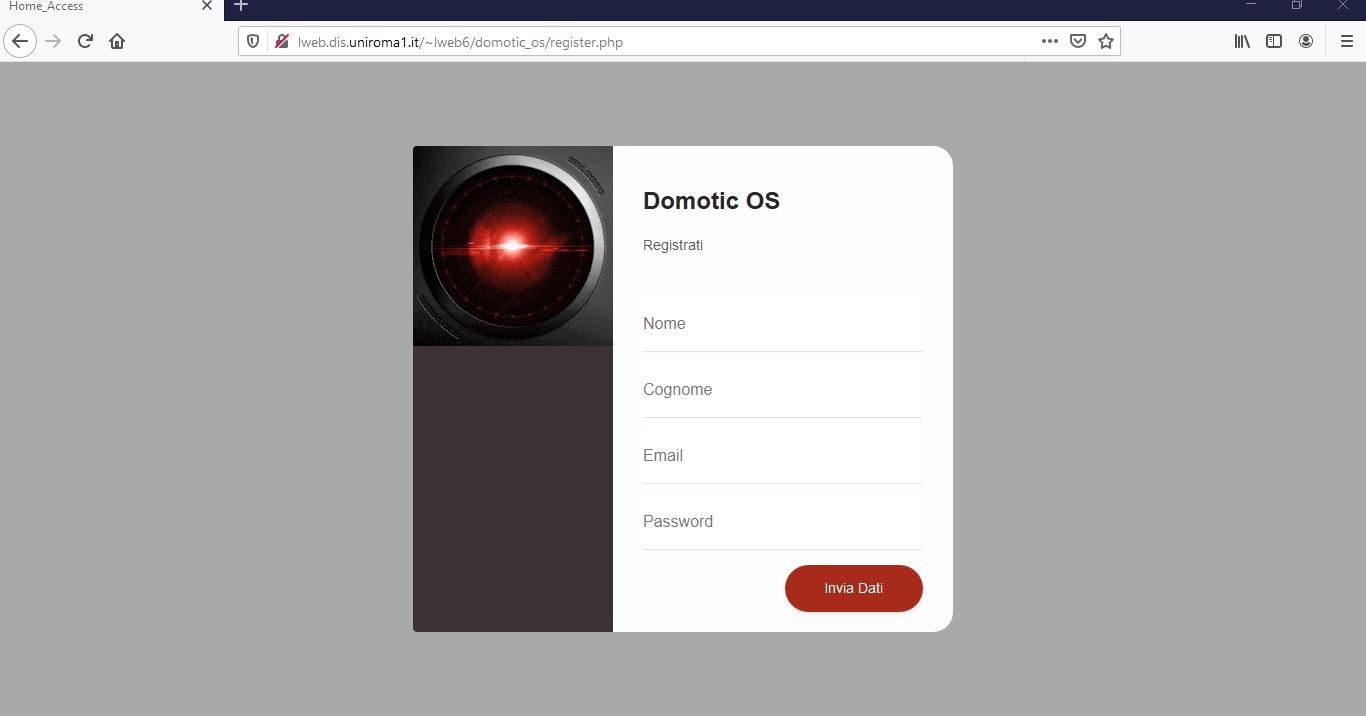 Home_Access
lweb.dis.uniroma1.it/~lweb6/domotic_os/register.php
Domotic OS
Registrati
Nome
Cognome
Email
Password
Invia Dati